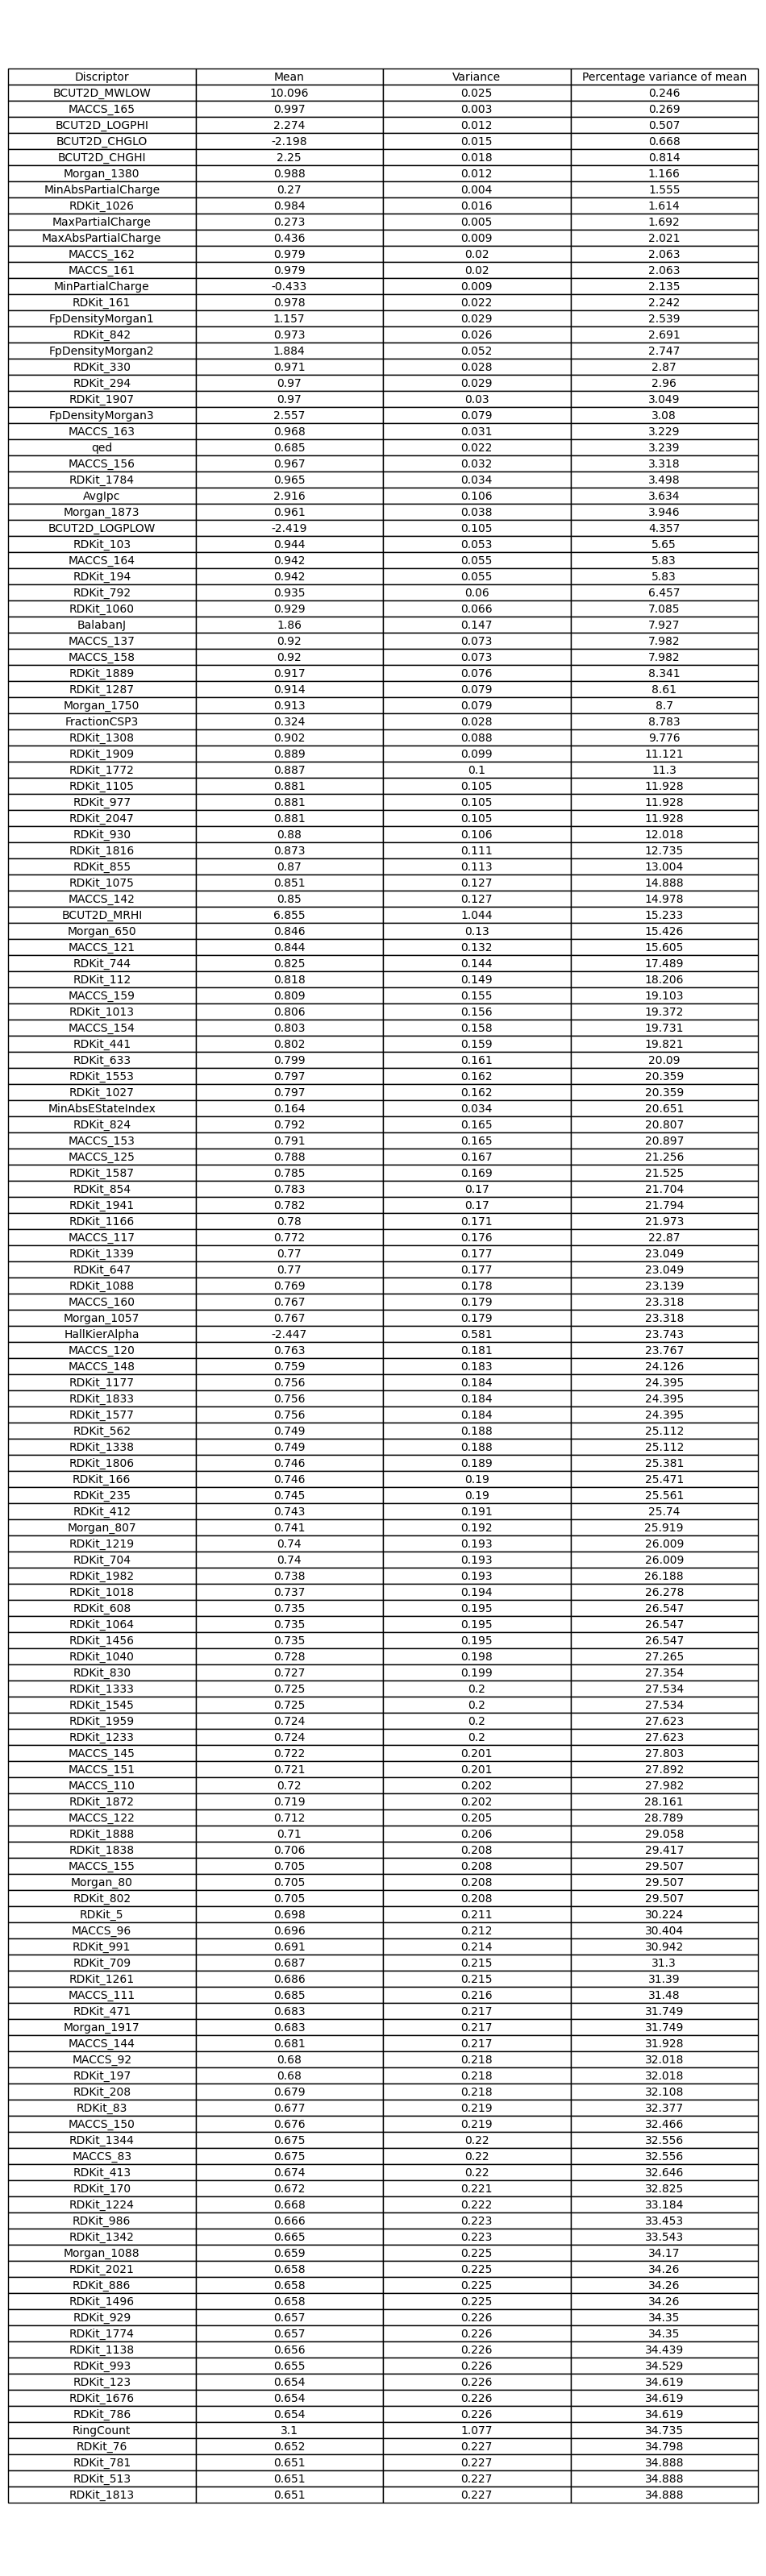 Discriptor Mean Variance Percentage variance of mean
BCUT2D_MWLOW 10.096 0.025 0.246
MACCS_165 0.997 0.003 0.269
BCUT2D_LOGPHI 2.274 0.012 0.507
BCUT2D_CHGLO -2.198 0.015 0.668
BCUT2D_CHGHI 2.25 0.018 0.814
Morgan_1380 0.988 0.012 1.166
MinAbsPartialCharge 0.27 0.004 1.555
RDKit_1026 0.984 0.016 1.614
MaxPartialCharge 0.273 0.005 1.692
MaxAbsPartialCharge 0.436 0.009 2.021
MACCS_162 0.979 0.02 2.063
MACCS_161 0.979 0.02 2.063
MinPartialCharge -0.433 0.009 2.135
RDKit_161 0.978 0.022 2.242
FpDensityMorgan1 1.157 0.029 2.539
RDKit_842 0.973 0.026 2.691
FpDensityMorgan2 1.884 0.052 2.747
RDKit_330 0.971 0.028 2.87
RDKit_294 0.97 0.029 2.96
RDKit_1907 0.97 0.03 3.049
FpDensityMorgan3 2.557 0.079 3.08
MACCS_163 0.968 0.031 3.229
qed 0.685 0.022 3.239
MACCS_156 0.967 0.032 3.318
RDKit_1784 0.965 0.034 3.498
AvgIpc 2.916 0.106 3.634
Morgan_1873 0.961 0.038 3.946
BCUT2D_LOGPLOW -2.419 0.105 4.357
RDKit_103 0.944 0.053 5.65
MACCS_164 0.942 0.055 5.83
RDKit_194 0.942 0.055 5.83
RDKit_792 0.935 0.06 6.457
RDKit_1060 0.929 0.066 7.085
BalabanJ 1.86 0.147 7.927
MACCS_137 0.92 0.073 7.982
MACCS_158 0.92 0.073 7.982
RDKit_1889 0.917 0.076 8.341
RDKit_1287 0.914 0.079 8.61
Morgan_1750 0.913 0.079 8.7
FractionCSP3 0.324 0.028 8.783
RDKit_1308 0.902 0.088 9.776
RDKit_1909 0.889 0.099 11.121
RDKit_1772 0.887 0.1 11.3
RDKit_1105 0.881 0.105 11.928
RDKit_977 0.881 0.105 11.928
RDKit_2047 0.881 0.105 11.928
RDKit_930 0.88 0.106 12.018
RDKit_1816 0.873 0.111 12.735
RDKit_855 0.87 0.113 13.004
RDKit_1075 0.851 0.127 14.888
MACCS_142 0.85 0.127 14.978
BCUT2D_MRHI 6.855 1.044 15.233
Morgan_650 0.846 0.13 15.426
MACCS_121 0.844 0.132 15.605
RDKit_744 0.825 0.144 17.489
RDKit_112 0.818 0.149 18.206
MACCS_159 0.809 0.155 19.103
RDKit_1013 0.806 0.156 19.372
MACCS_154 0.803 0.158 19.731
RDKit_441 0.802 0.159 19.821
RDKit_633 0.799 0.161 20.09
RDKit_1553 0.797 0.162 20.359
RDKit_1027 0.797 0.162 20.359
MinAbsEStateIndex 0.164 0.034 20.651
RDKit_824 0.792 0.165 20.807
MACCS_153 0.791 0.165 20.897
MACCS_125 0.788 0.167 21.256
RDKit_1587 0.785 0.169 21.525
RDKit_854 0.783 0.17 21.704
RDKit_1941 0.782 0.17 21.794
RDKit_1166 0.78 0.171 21.973
MACCS_117 0.772 0.176 22.87
RDKit_1339 0.77 0.177 23.049
RDKit_647 0.77 0.177 23.049
RDKit_1088 0.769 0.178 23.139
MACCS_160 0.767 0.179 23.318
Morgan_1057 0.767 0.179 23.318
HallKierAlpha -2.447 0.581 23.743
MACCS_120 0.763 0.181 23.767
MACCS_148 0.759 0.183 24.126
RDKit_1177 0.756 0.184 24.395
RDKit_1833 0.756 0.184 24.395
RDKit_1577 0.756 0.184 24.395
RDKit_562 0.749 0.188 25.112
RDKit_1338 0.749 0.188 25.112
RDKit_1806 0.746 0.189 25.381
RDKit_166 0.746 0.19 25.471
RDKit_235 0.745 0.19 25.561
RDKit_412 0.743 0.191 25.74
Morgan_807 0.741 0.192 25.919
RDKit_1219 0.74 0.193 26.009
RDKit_704 0.74 0.193 26.009
RDKit_1982 0.738 0.193 26.188
RDKit_1018 0.737 0.194 26.278
RDKit_608 0.735 0.195 26.547
RDKit_1064 0.735 0.195 26.547
RDKit_1456 0.735 0.195 26.547
RDKit_1040 0.728 0.198 27.265
RDKit_830 0.727 0.199 27.354
RDKit_1333 0.725 0.2 27.534
RDKit_1545 0.725 0.2 27.534
RDKit_1959 0.724 0.2 27.623
RDKit_1233 0.724 0.2 27.623
MACCS_145 0.722 0.201 27.803
MACCS_151 0.721 0.201 27.892
MACCS_110 0.72 0.202 27.982
RDKit_1872 0.719 0.202 28.161
MACCS_122 0.712 0.205 28.789
RDKit_1888 0.71 0.206 29.058
RDKit_1838 0.706 0.208 29.417
MACCS_155 0.705 0.208 29.507
Morgan_80 0.705 0.208 29.507
RDKit_802 0.705 0.208 29.507
RDKit_5 0.698 0.211 30.224
MACCS_96 0.696 0.212 30.404
RDKit_991 0.691 0.214 30.942
RDKit_709 0.687 0.215 31.3
RDKit_1261 0.686 0.215 31.39
MACCS_111 0.685 0.216 31.48
RDKit_471 0.683 0.217 31.749
Morgan_1917 0.683 0.217 31.749
MACCS_144 0.681 0.217 31.928
MACCS_92 0.68 0.218 32.018
RDKit_197 0.68 0.218 32.018
RDKit_208 0.679 0.218 32.108
RDKit_83 0.677 0.219 32.377
MACCS_150 0.676 0.219 32.466
RDKit_1344 0.675 0.22 32.556
MACCS_83 0.675 0.22 32.556
RDKit_413 0.674 0.22 32.646
RDKit_170 0.672 0.221 32.825
RDKit_1224 0.668 0.222 33.184
RDKit_986 0.666 0.223 33.453
RDKit_1342 0.665 0.223 33.543
Morgan_1088 0.659 0.225 34.17
RDKit_2021 0.658 0.225 34.26
RDKit_886 0.658 0.225 34.26
RDKit_1496 0.658 0.225 34.26
RDKit_929 0.657 0.226 34.35
RDKit_1774 0.657 0.226 34.35
RDKit_1138 0.656 0.226 34.439
RDKit_993 0.655 0.226 34.529
RDKit_123 0.654 0.226 34.619
RDKit_1676 0.654 0.226 34.619
RDKit_786 0.654 0.226 34.619
RingCount 3.1 1.077 34.735
RDKit_76 0.652 0.227 34.798
RDKit_781 0.651 0.227 34.888
RDKit_513 0.651 0.227 34.888
RDKit_1813 0.651 0.227 34.888